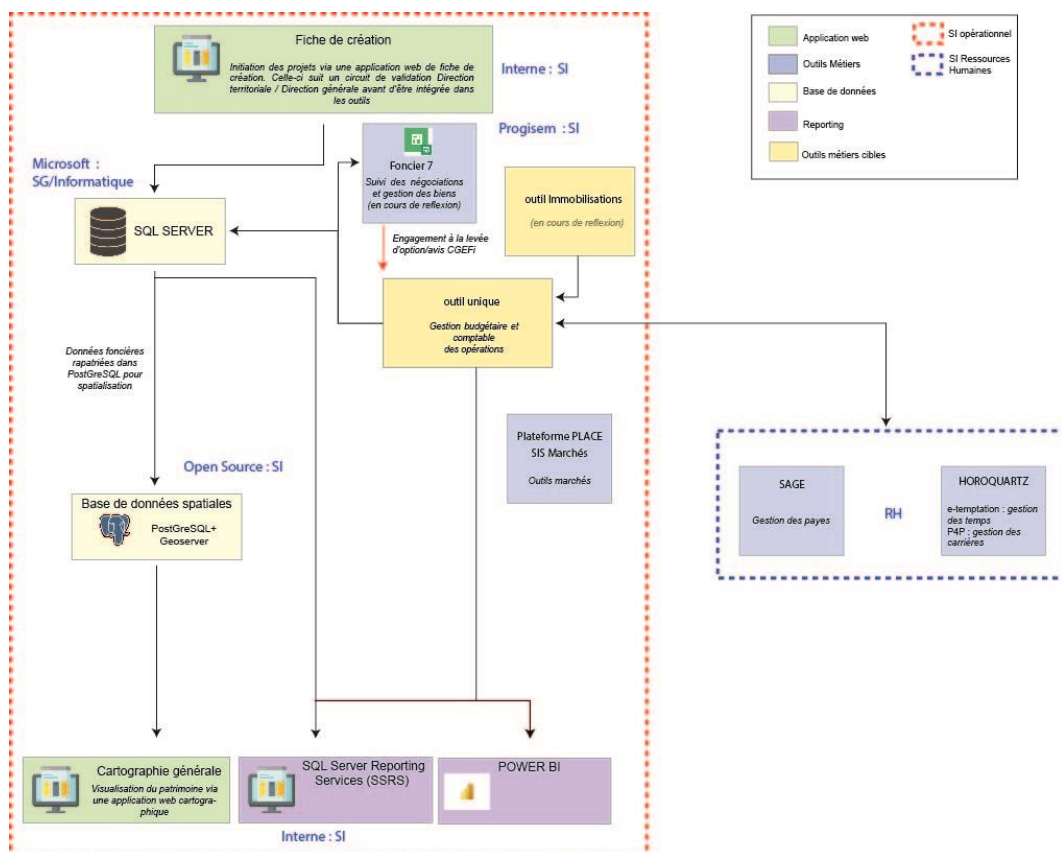 Fiche de création
Initiation des projets via une application web de fiche de
création. Celle-ci suit un circuit de validation Direction
territoriale / Direction générale avant d'être intégrée dans
les outils
Interne : SI
Progisem : SI
Microsoft :
SG/Informatique
SQL SERVER
Foncier 7
Suivi des négociations
et gestion des biens
(en cours de reflexion)
outil Immobilisations
(en cours de reflexion)
Engagement à la levée
d'option/avis CGEFi
outil unique
Gestion budgétaire et
comptable
des opérations
Données foncières
rapatriées dans
PostGreSQL pour
spatialisation
Plateforme PLACE
SIS Marchés
Outils marchés
Open Source : SI
Base de données spatiales
PostGreSQL+
Geoserver
Cartographie générale
Visualisation du patrimoine via
une application web cartogra-
phique
SQL Server Reporting
Services (SSRS)
POWER BI
Interne : SI
Application web
Outils Métiers
Base de données
Reporting
Outils métiers cibles
SI opérationnel
SI Ressources
Humaines
SAGE
Gestion des payes
RH
HOROQUARTZ
e-temptation : gestion
des temps
P4P : gestion des
carrières